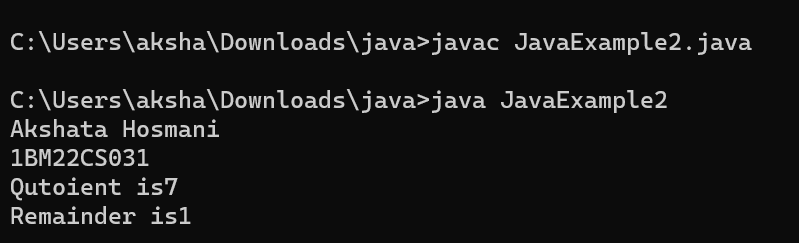 C:\Users\aksha\Downloads\java>javac JavaExample2.java
C:\Users\aksha\Downloads\java>java JavaExample2
Akshata Hosmani
1BM22CS031
Qutoient is7
Remainder is1